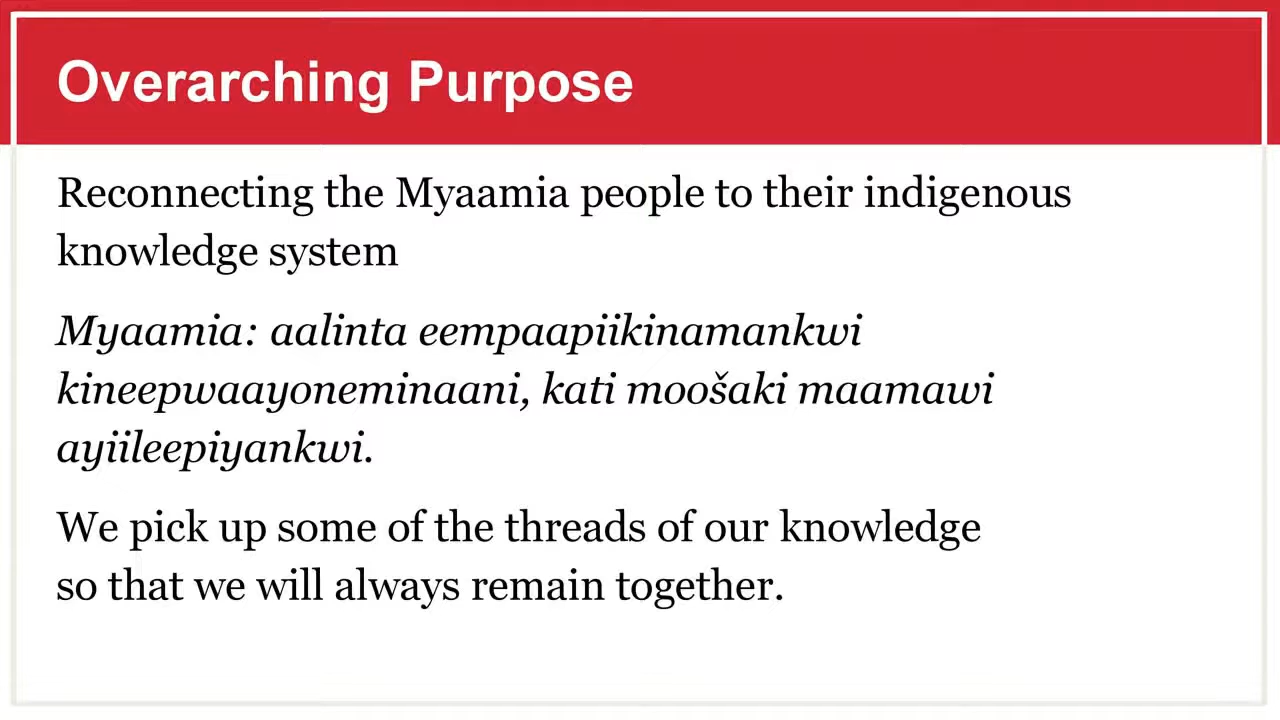 Overarching Purpose
Reconnecting the Myaamia people to their indigenous
knowledge system
Myaamia: aalinta eempaapiikinamankwi
kineepwaayoneminaani, kati moošaki maamawi
ayiileepiyankwi.
We pick up some of the threads of our knowledge
so that we will always remain together.